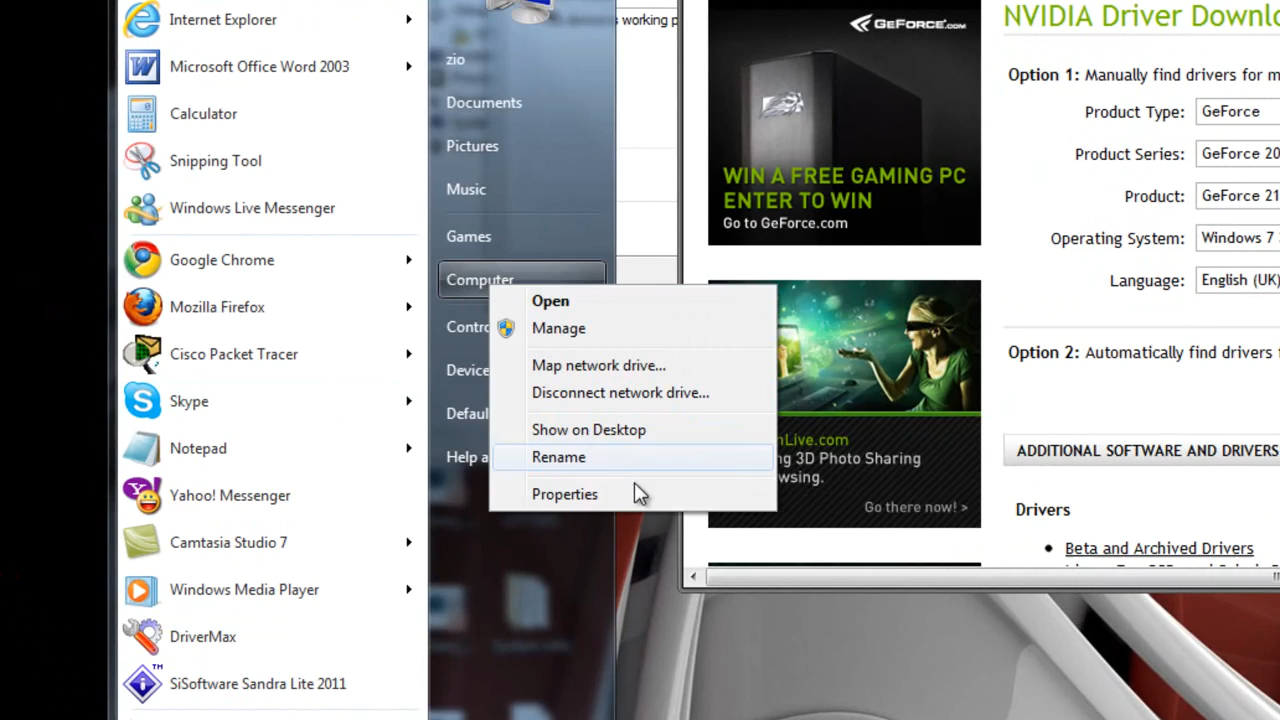 Internet Explorer
Microsoft Office Word 2003
Calculator
Snipping Tool
Windows Live Messenger
Google Chrome
Mozilla Firefox
Cisco Packet Tracer
Skype
Notepad
Yahoo! Messenger
Camtasia Studio 7
Windows Media Player
DriverMax
SiSoftware Sandra Lite 2011
zio
Documents
Pictures
Music
Games
Computer
Contro
Device
Defaul
Help a
Open
Manage
Map network drive...
Disconnect network drive...
Show on Desktop
Rename
Properties
working p
GEFORCE.COM
WIN A FREE GAMING PC
ENTER TO WIN
Go to GeForce.com
Live.com
ng 3D Photo Sharing
wsing.
Go there now! >
NVIDIA Driver Downlo
Option 1: Manually find drivers for m
Product Type: GeForce
Product Series: GeForce 20
Product: GeForce 21
Operating System: Windows 7
Language: English (UK)
Option 2: Automatically find drivers f
ADDITIONAL SOFTWARE AND DRIVERS
Drivers
• Beta and Archived Drivers